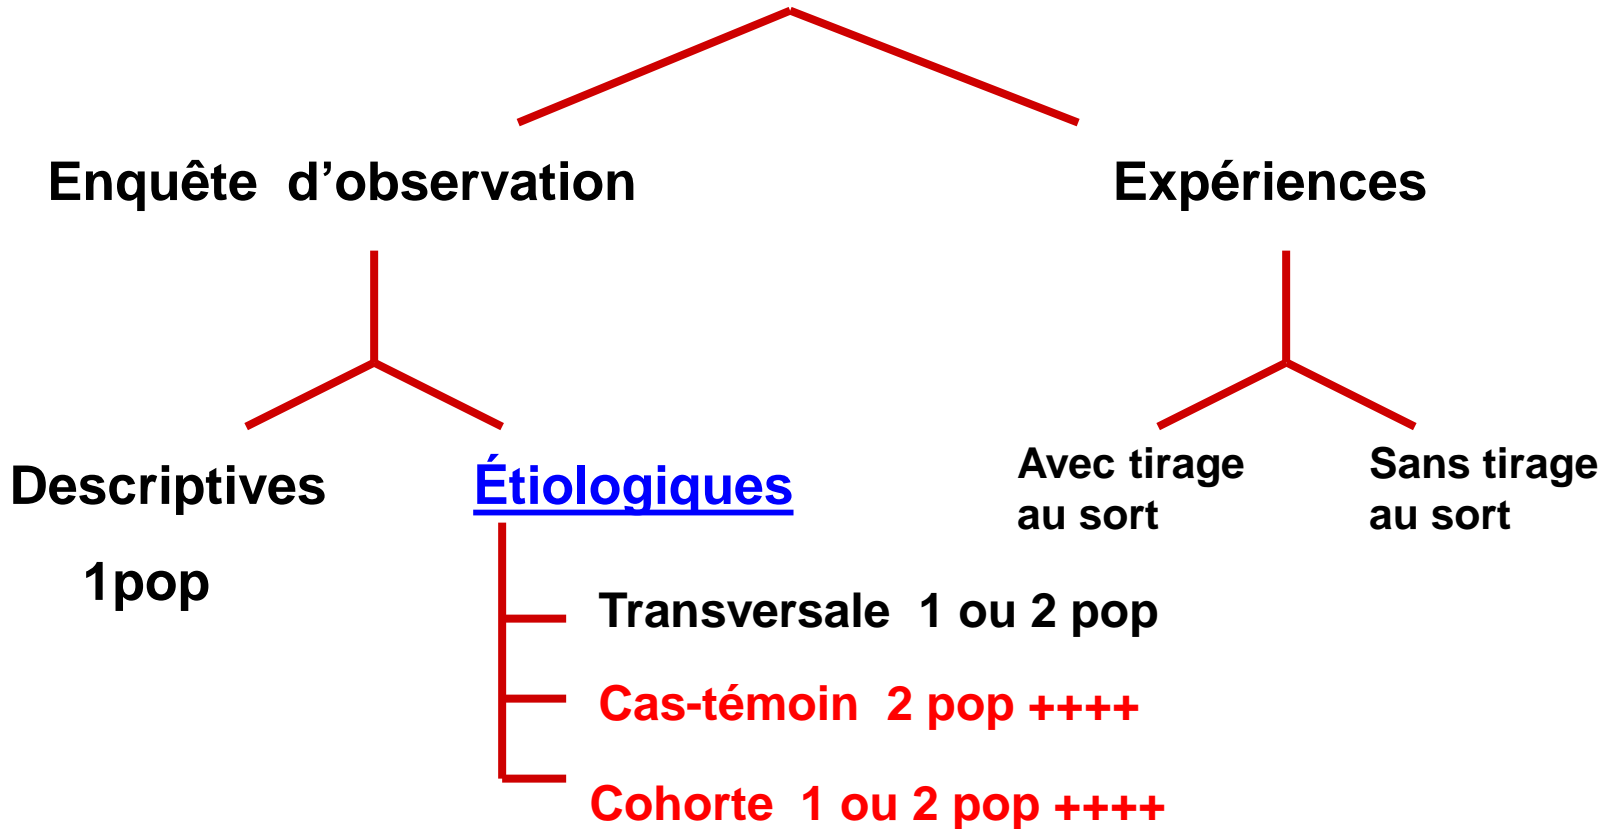 Enquête d’observation
Expériences
Descriptives
1pop
Étiologiques
Avec tirage
au sort
Sans tirage
au sort
Transversale 1 ou 2 pop
Cas-témoin 2 pop ++++
Cohorte 1 ou 2 pop ++++